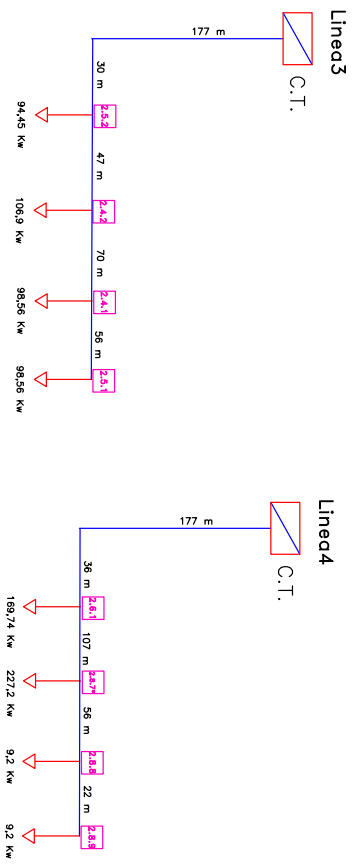 Linea3
C.T.
177 m
30 m
2.5.2
94,45 Kw
47 m
2.4.2
106,9 Kw
70 m
2.4.1
98,56 Kw
56 m
2.5.1
98,56 Kw
Linea4
C.T.
177 m
36 m
2.6.1
169,74 Kw
107 m
2.8.7*
227,2 Kw
56 m
2.8.8
9,2 Kw
22 m
2.8.9
9,2 Kw